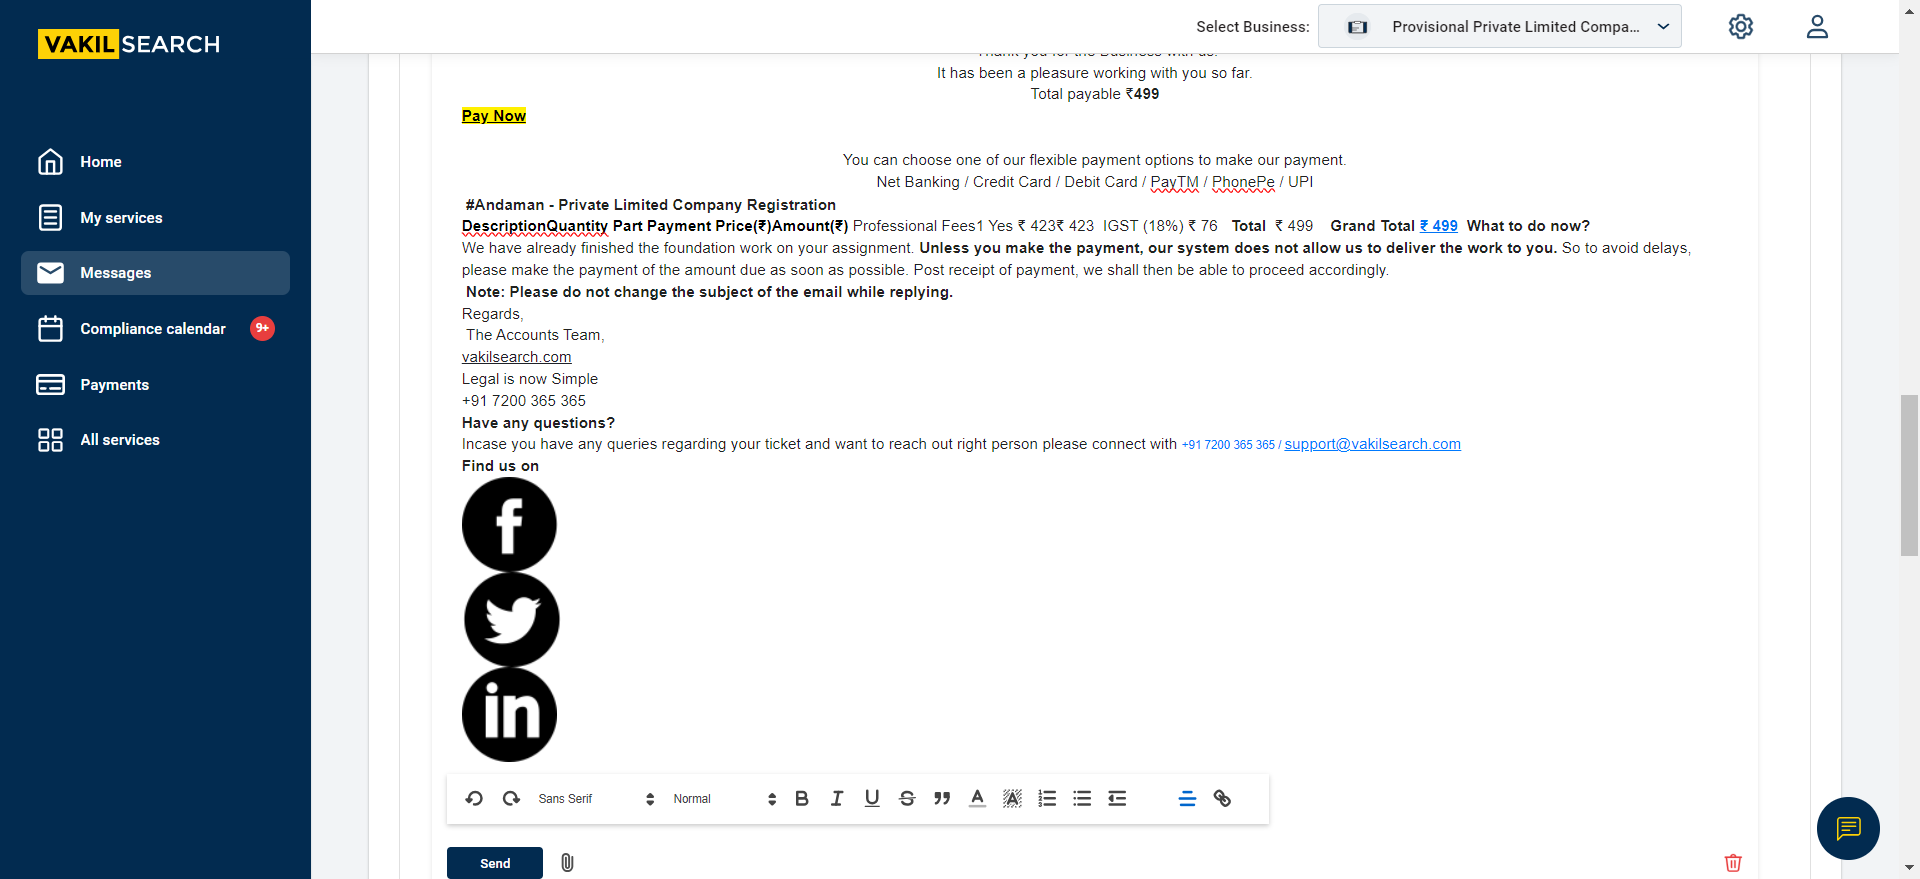 VAKILSEARCH
Select Business:
Provisional Private Limited Compa...
Home
My services
Messages
Compliance calendar
9+
Payments
All services
Thank you for the Business with us.
It has been a pleasure working with you so far.
Total payable ₹499
Pay Now
You can choose one of our flexible payment options to make our payment.
Net Banking / Credit Card / Debit Card / PayTM / PhonePe / UPI
#Andaman - Private Limited Company Registration
DescriptionQuantity Part Payment Price(₹)Amount(₹) Professional Fees1 Yes ₹ 423₹ 423 IGST (18%) ₹ 76 Total ₹ 499 Grand Total ₹ 499 What to do now?
We have already finished the foundation work on your assignment. Unless you make the payment, our system does not allow us to deliver the work to you. So to avoid delays,
please make the payment of the amount due as soon as possible. Post receipt of payment, we shall then be able to proceed accordingly.
Note: Please do not change the subject of the email while replying.
Regards,
The Accounts Team,
vakilsearch.com
Legal is now Simple
+91 7200 365 365
Have any questions?
Incase you have any queries regarding your ticket and want to reach out right person please connect with +91 7200 365 365 / support@vakilsearch.com
Find us on
f
in
Sans Serif
Normal
Send